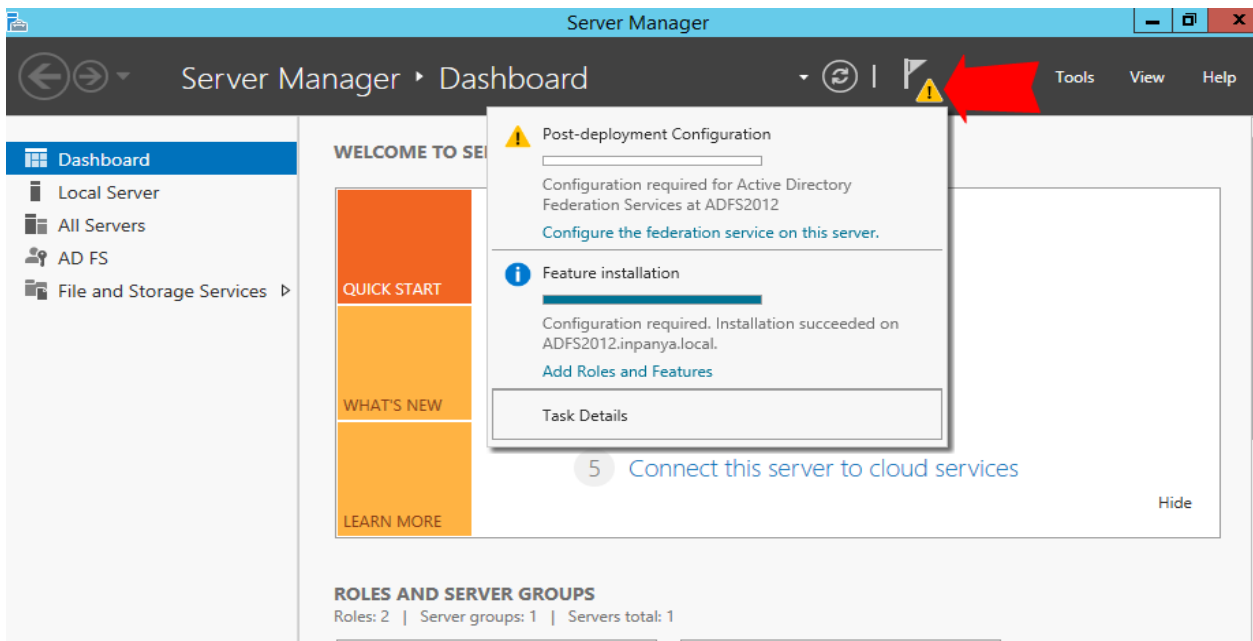 Server Manager
Server Manager ‣ Dashboard
Tools View Help
Dashboard
Local Server
All Servers
AD FS
File and Storage Services
WELCOME TO SE
Post-deployment Configuration
Configuration required for Active Directory
Federation Services at ADFS2012
Configure the federation service on this server.
Feature installation
Configuration required. Installation succeeded on
ADFS2012.inpanya.local.
Add Roles and Features
Task Details
QUICK START
WHAT'S NEW
LEARN MORE
5 Connect this server to cloud services
Hide
ROLES AND SERVER GROUPS
Roles: 2 | Server groups: 1 | Servers total: 1